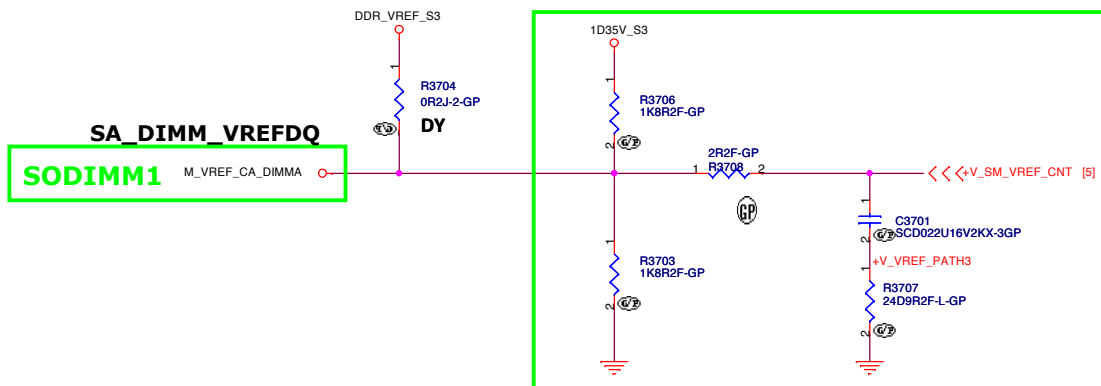 DDR_VREF_S3
1
R3704
0R2J-2-GP
DY
SA_DIMM_VREFDQ
SODIMM1
M_VREF_CA_DIMMA
1D35V_S3
1
R3706
1K8R2F-GP
2
G/P
2R2F-GP
1
R3708
2
GP
+V_SM_VREF_CNT [5]
1
C3701
SCD022U16V2KX-3GP
2
G/P
+V_VREF_PATH3
1
R3703
1K8R2F-GP
2
G/P
1
R3707
24D9R2F-L-GP
2
G/P